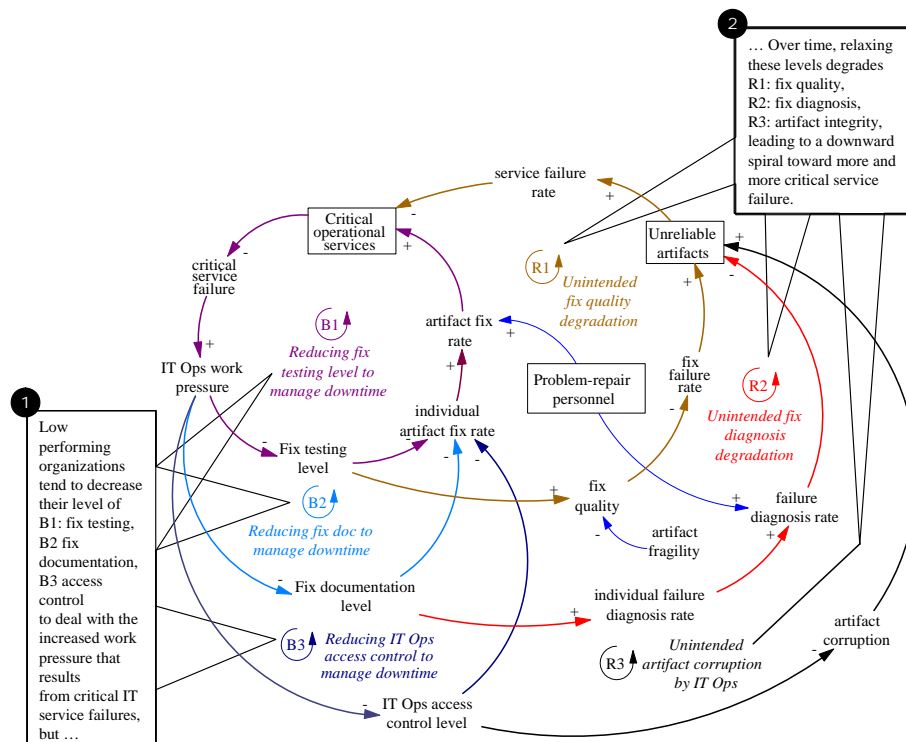 2
… Over time, relaxing
these levels degrades
R1: fix quality,
R2: fix diagnosis,
R3: artifact integrity,
leading to a downward
spiral toward more and
more critical service
failure.
service failure
rate
+
-
Critical
operational
services
+
-
+
Unreliable
artifacts
+
-
+
-
critical
service
failure
R1
Unintended
fix quality
degradation
B1
Reducing fix
testing level to
manage downtime
artifact fix
rate
+
+
IT Ops work
pressure
+
Problem-repair
personnel
fix
failure rate
-
R2
Unintended fix
diagnosis
degradation
1
Low
performing
organizations
tend to decrease
their level of
B1: fix testing,
B2 fix
documentation,
B3 access
control
to deal with the
increased work
pressure that
results
from critical IT
service failures,
but …
individual
artifact fix rate
-
-
-
-
Fix testing
level
B2
Reducing fix doc to
manage downtime
+
fix
quality
-
artifact
fragility
+
failure
diagnosis rate
+
-
Fix documentation
level
+
individual failure
diagnosis rate
B3
Reducing IT Ops
access control to
manage downtime
R3
Unintended
artifact corruption
by IT Ops
artifact
corruption
-
-
IT Ops access
control level